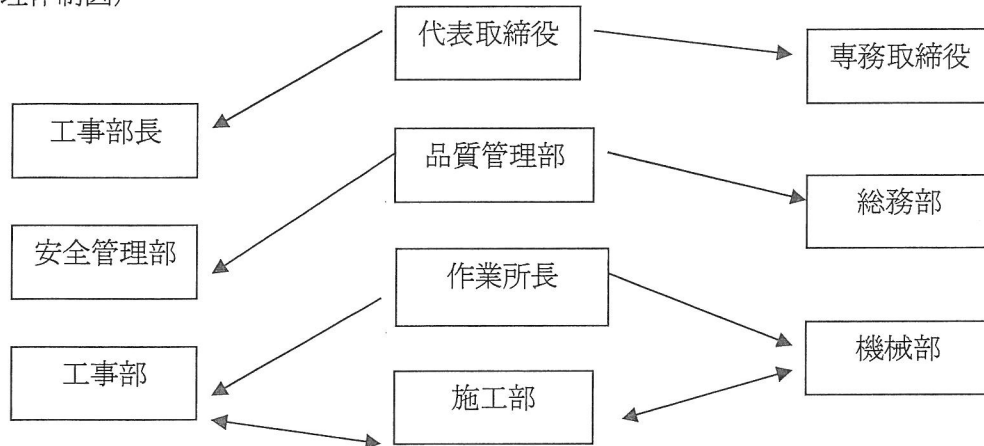 代表取締役
専務取締役
工事部長
品質管理部
総務部
安全管理部
作業所長
機械部
工事部
施工部